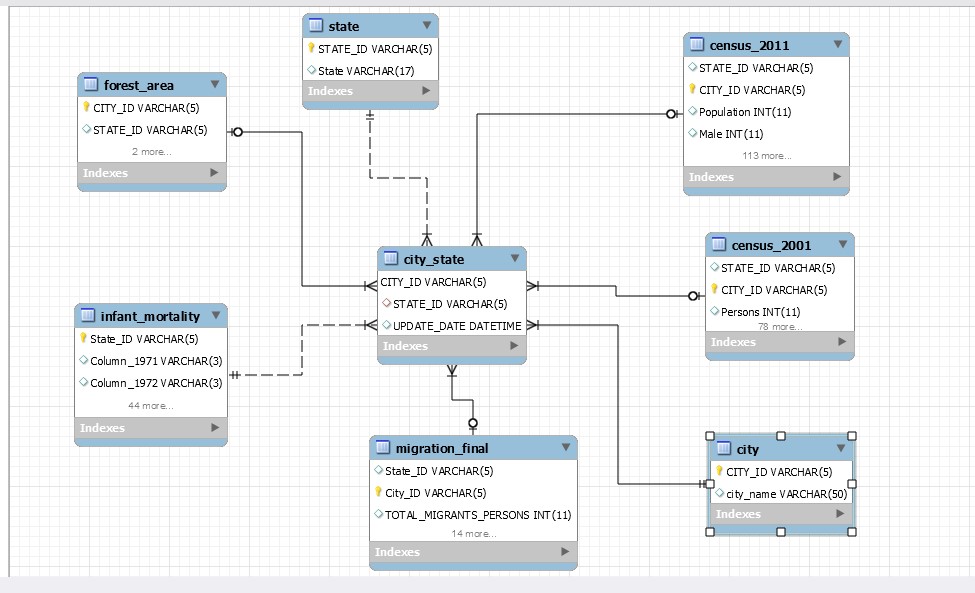 state
STATE_ID VARCHAR(5)
State VARCHAR(17)
Indexes
forest_area
CITY_ID VARCHAR(5)
STATE_ID VARCHAR(5)
2 more...
Indexes
census_2011
STATE_ID VARCHAR(5)
CITY_ID VARCHAR(5)
Population INT(11)
Male INT(11)
113 more...
Indexes
city_state
CITY_ID VARCHAR(5)
STATE_ID VARCHAR(5)
UPDATE_DATE DATETIME
Indexes
census_2001
STATE_ID VARCHAR(5)
CITY_ID VARCHAR(5)
Persons INT(11)
78 more...
Indexes
infant_mortality
State_ID VARCHAR(5)
Column_1971 VARCHAR(3)
Column_1972 VARCHAR(3)
44 more...
Indexes
migration_final
State_ID VARCHAR(5)
City_ID VARCHAR(5)
TOTAL_MIGRANTS_PERSONS INT(11)
14 more...
Indexes
city
CITY_ID VARCHAR(5)
city_name VARCHAR(50)
Indexes